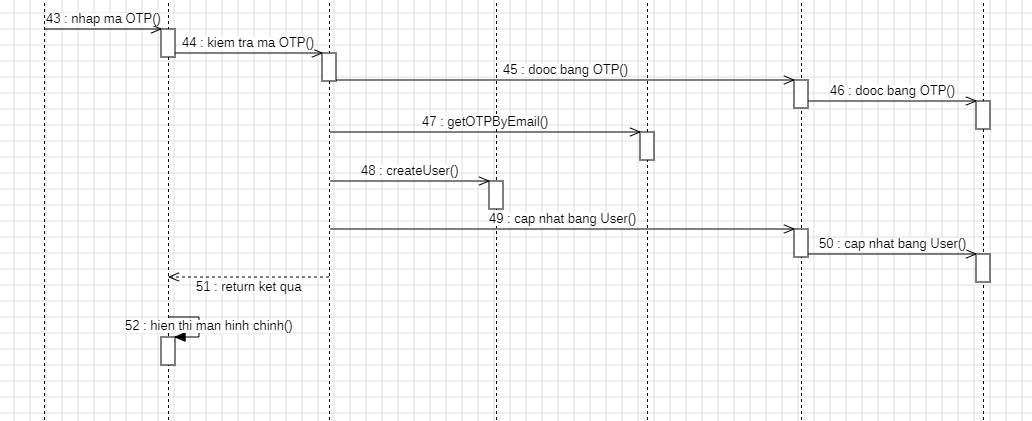 43 : nhap ma OTP()
44 : kiem tra ma OTP()
45 : dooc bang OTP()
46 : dooc bang OTP()
47 : getOTPByEmail()
48 : createUser()
49 : cap nhat bang User()
50 : cap nhat bang User()
51 : return ket qua
52 : hien thi man hinh chinh()